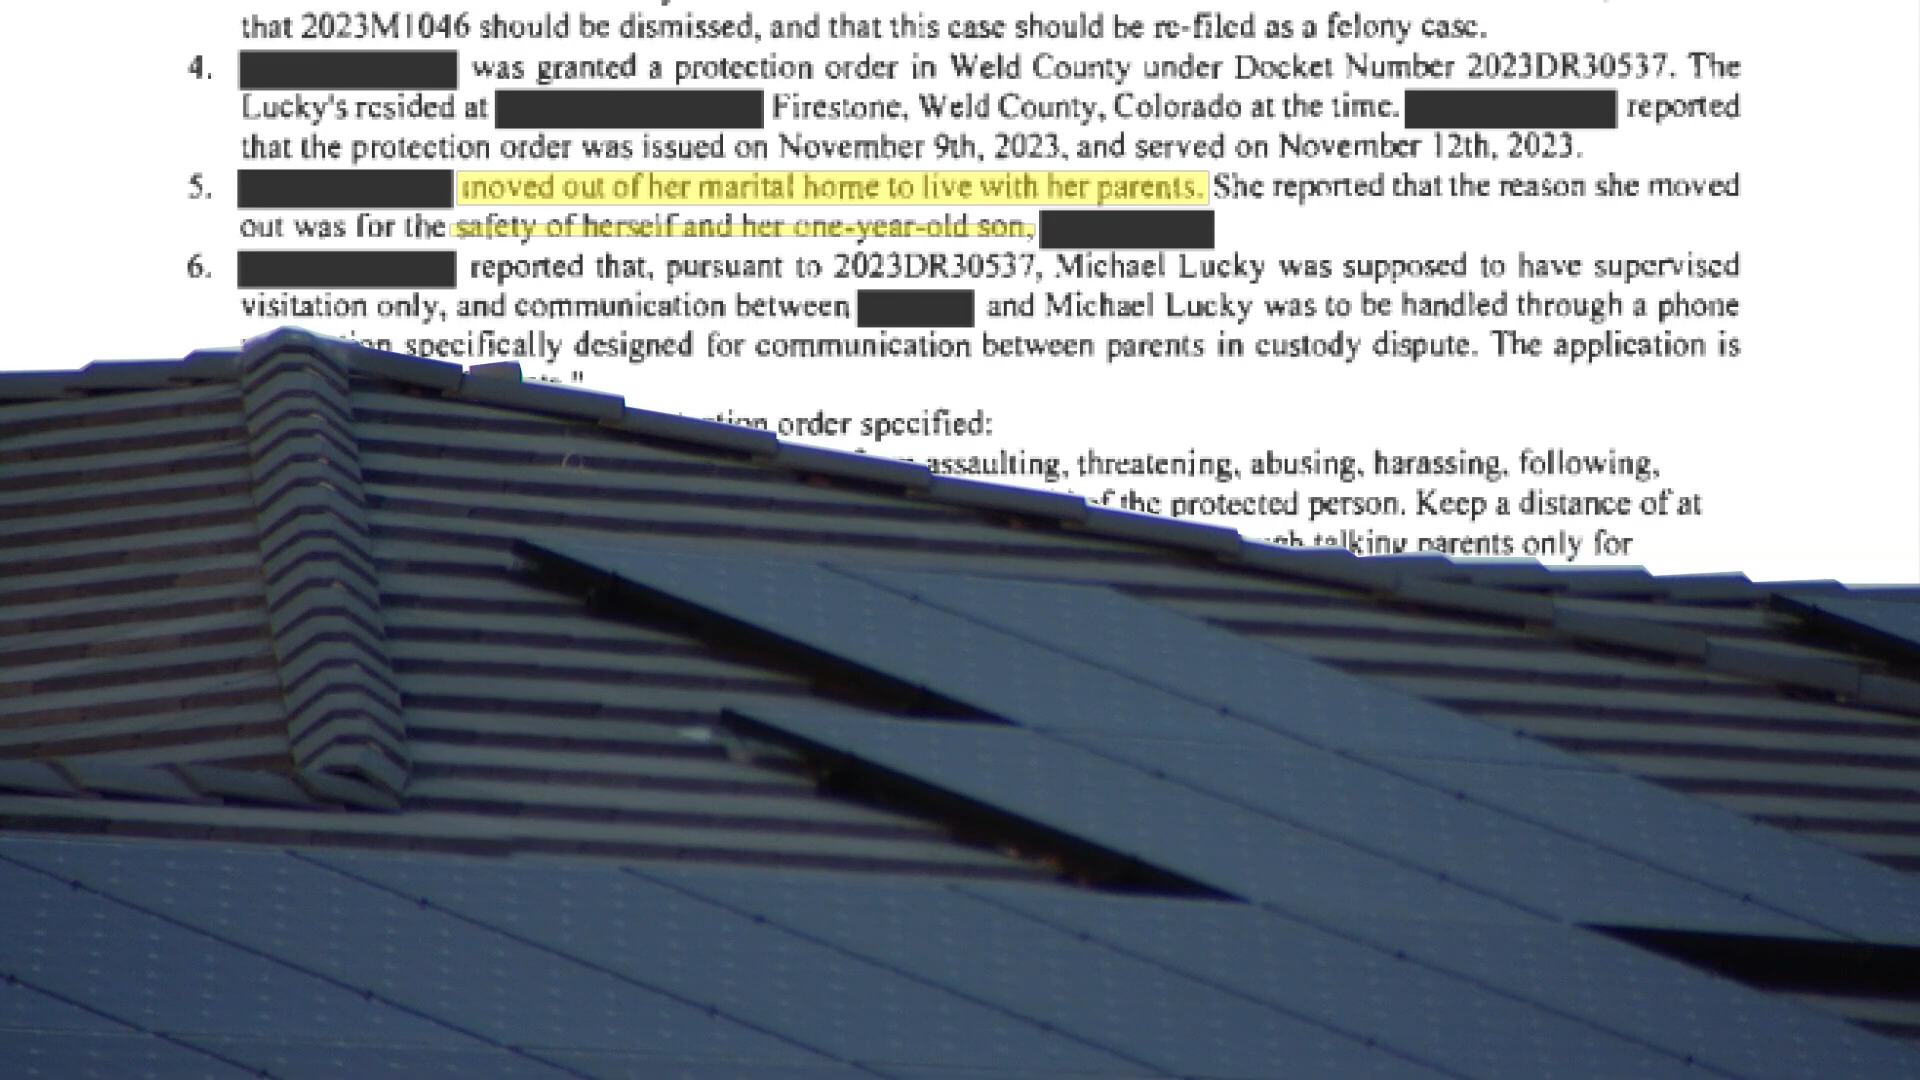 that 2023M1046 should be dismissed, and that this case should be re-filed as a felony case.
4. was granted a protection order in Weld County under Docket Number 2023DR30537. The
Lucky's resided at Firestone, Weld County, Colorado at the time. reported
that the protection order was issued on November 9th, 2023, and served on November 12th, 2023.
5. moved out of her marital home to live with her parents. She reported that the reason she moved
out was for the safety of herself and her one-year-old son,
6. reported that, pursuant to 2023DR30537, Michael Lucky was supposed to have supervised
visitation only, and communication between and Michael Lucky was to be handled through a phone
specifically designed for communication between parents in custody dispute. The application is
order specified:
assaulting, threatening, abusing, harassing, following,
of the protected person. Keep a distance of at
talking parents only for